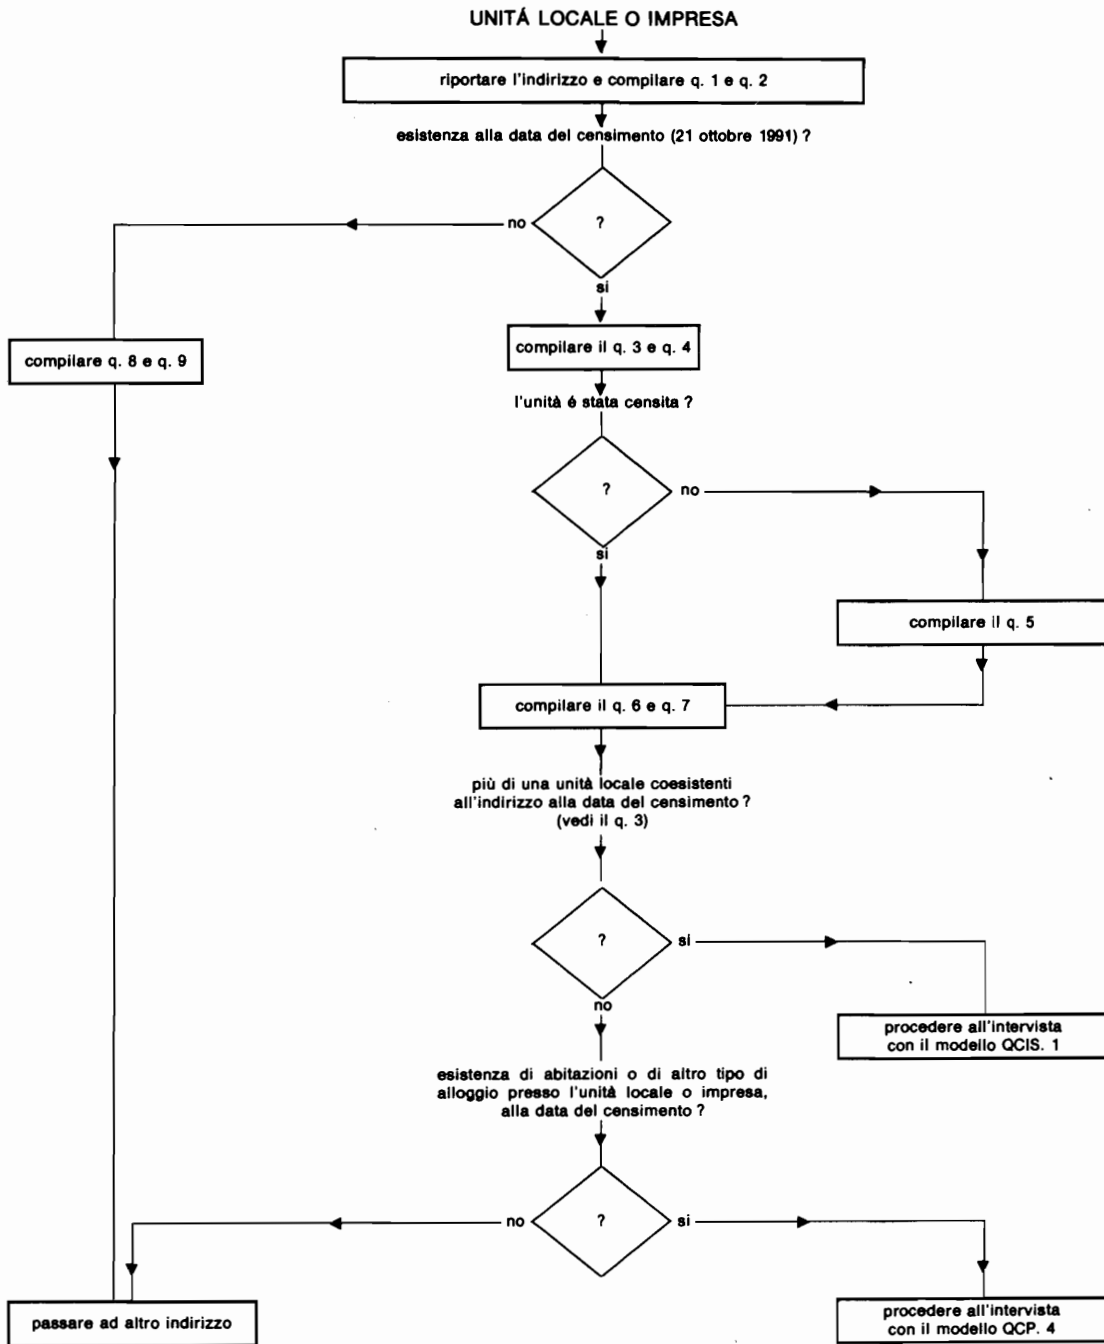 UNITÁ LOCALE O IMPRESA
riportare l'indirizzo e compilare q. 1 e q. 2
esistenza alla data del censimento (21 ottobre 1991) ?
no
?
si
compilare q. 8 e q. 9
compilare il q. 3 e q. 4
l'unità é stata censita ?
?
no
si
compilare il q. 5
compilare il q. 6 e q. 7
più di una unità locale coesistenti
all'indirizzo alla data del censimento ?
(vedi il q. 3)
?
si
no
procedere all'intervista
con il modello QCIS. 1
esistenza di abitazioni o di altro tipo di
alloggio presso l'unità locale o impresa,
alla data del censimento ?
no
?
si
passare ad altro indirizzo
procedere all'intervista
con il modello QCP. 4